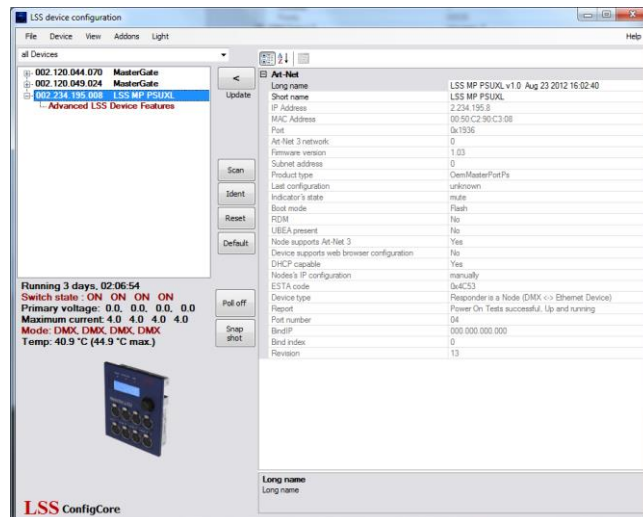 LSS device configuration
File Device View Addons Light Help
all Devices
002.120.044.070 MasterGate
002.120.049.024 MasterGate
002.234.195.008 LSS MP PSUXL
Advanced LSS Device Features
<
Update
Scan
Ident
Reset
Default
Poll off
Snap
shot
Running 3 days, 02:06:54
Switch state : ON ON ON ON
Primary voltage: 0.0, 0.0, 0.0, 0.0
Maximum current: 4.0 4.0 4.0 4.0
Mode: DMX, DMX, DMX, DMX
Temp: 40.9 °C (44.9 °C max.)
LSS ConfigCore
Art-Net
Long name LSS MP PSUXL v1.0 Aug 23 2012 16:02:40
Short name LSS MP PSUXL
IP Address 2.234.195.8
MAC Address 00:50:C2:90:C3:08
Port 0x1936
Art-Net 3 network 0
Firmware version 1.03
Subnet address 0
Product type OemMasterPortPs
Last configuration unknown
Indicator's state mute
Boot mode Flash
RDM No
UBEA present No
Node supports Art-Net 3 Yes
Device supports web browser configuration No
DHCP capable Yes
Nodes's IP configuration manually
ESTA code 0x4C53
Device type Responder is a Node (DMX <-> Ethernet Device)
Report Power On Tests successful, Up and running
Port number 04
BindIP 000.000.000.000
Bind index 0
Revision 13
Long name
Long name